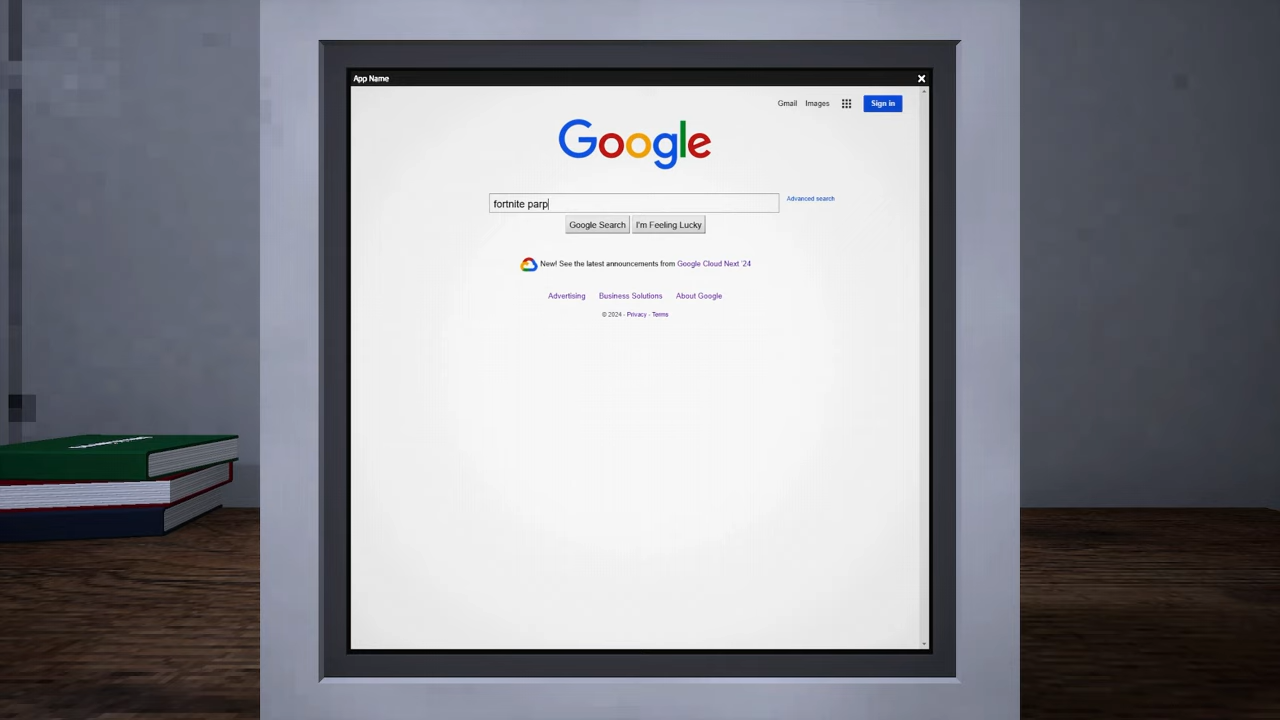 App Name
Gmail Images Sign in
Google
fortnite parp
Advanced search
Google Search I'm Feeling Lucky
New! See the latest announcements from Google Cloud Next '24
Advertising Business Solutions About Google
© 2024 - Privacy - Terms